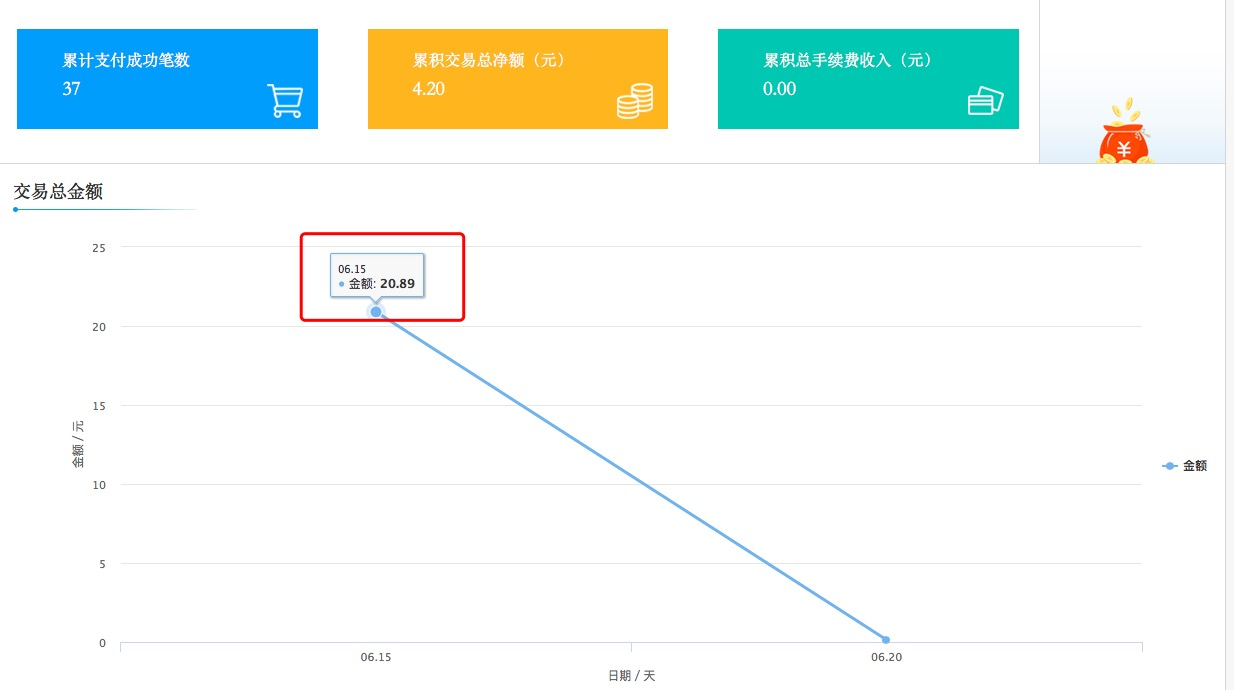 累计支付成功笔数
37
累积交易总净额（元）
4.20
累积总手续费收入（元）
0.00
¥
交易总金额
25
06.15
金额: 20.89
20
15
金额 / 元
10
金额
5
0
06.15
06.20
日期 / 天